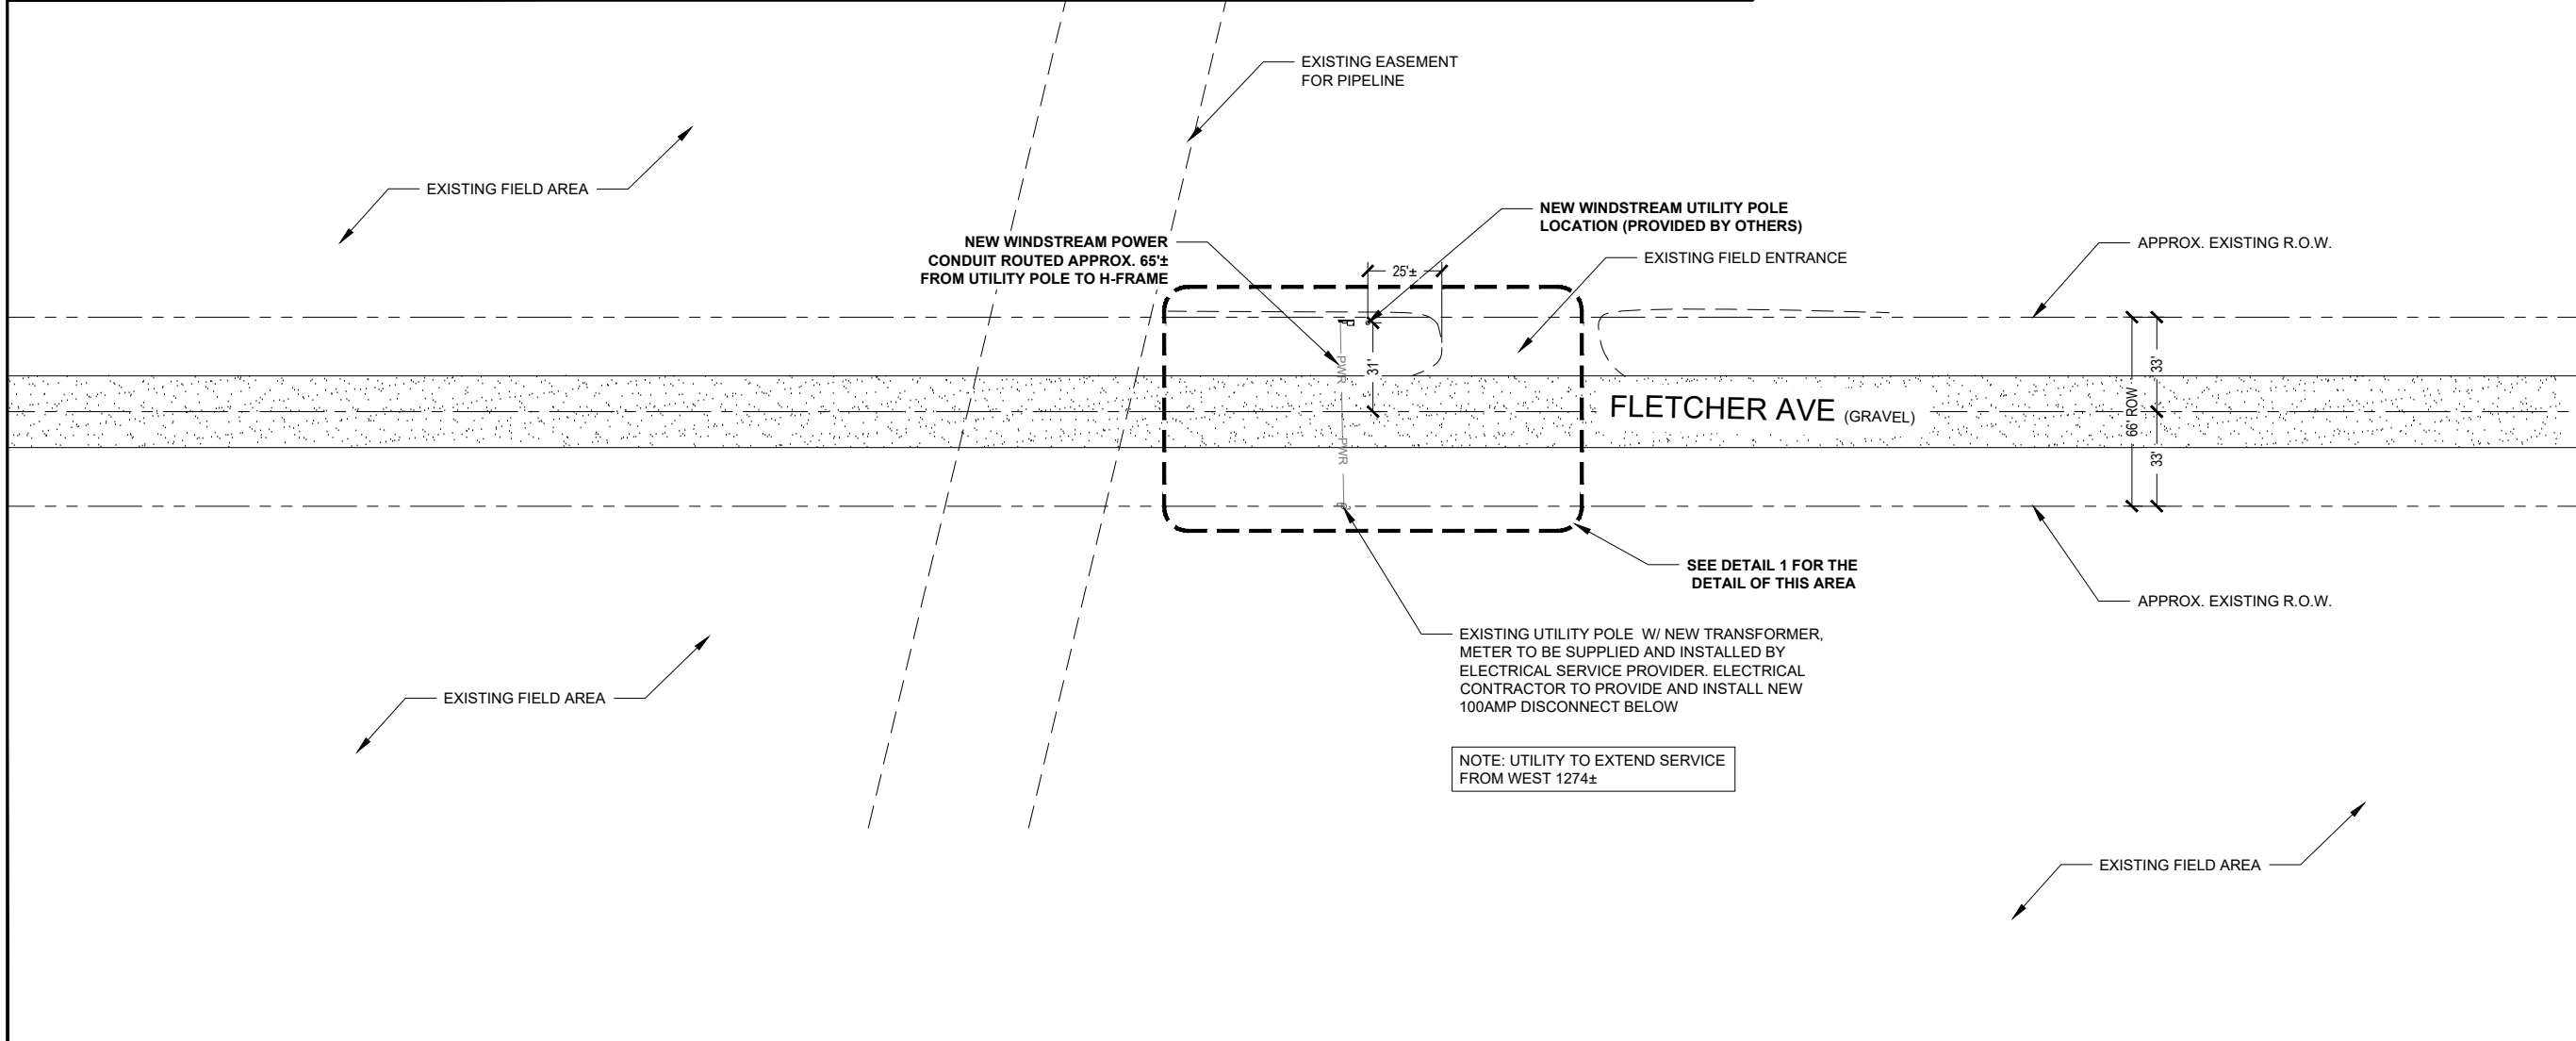 EXISTING EASEMENT
FOR PIPELINE
EXISTING FIELD AREA
NEW WINDSTREAM UTILITY POLE
LOCATION (PROVIDED BY OTHERS)
NEW WINDSTREAM POWER
CONDUIT ROUTED APPROX. 65'±
FROM UTILITY POLE TO H-FRAME
APPROX. EXISTING R.O.W.
EXISTING FIELD ENTRANCE
25'±
31'
PWR
PWR
33'
66' ROW
33'
FLETCHER AVE (GRAVEL)
SEE DETAIL 1 FOR THE
DETAIL OF THIS AREA
APPROX. EXISTING R.O.W.
EXISTING UTILITY POLE W/ NEW TRANSFORMER,
METER TO BE SUPPLIED AND INSTALLED BY
ELECTRICAL SERVICE PROVIDER. ELECTRICAL
CONTRACTOR TO PROVIDE AND INSTALL NEW
100AMP DISCONNECT BELOW
EXISTING FIELD AREA
NOTE: UTILITY TO EXTEND SERVICE
FROM WEST 1274±
EXISTING FIELD AREA